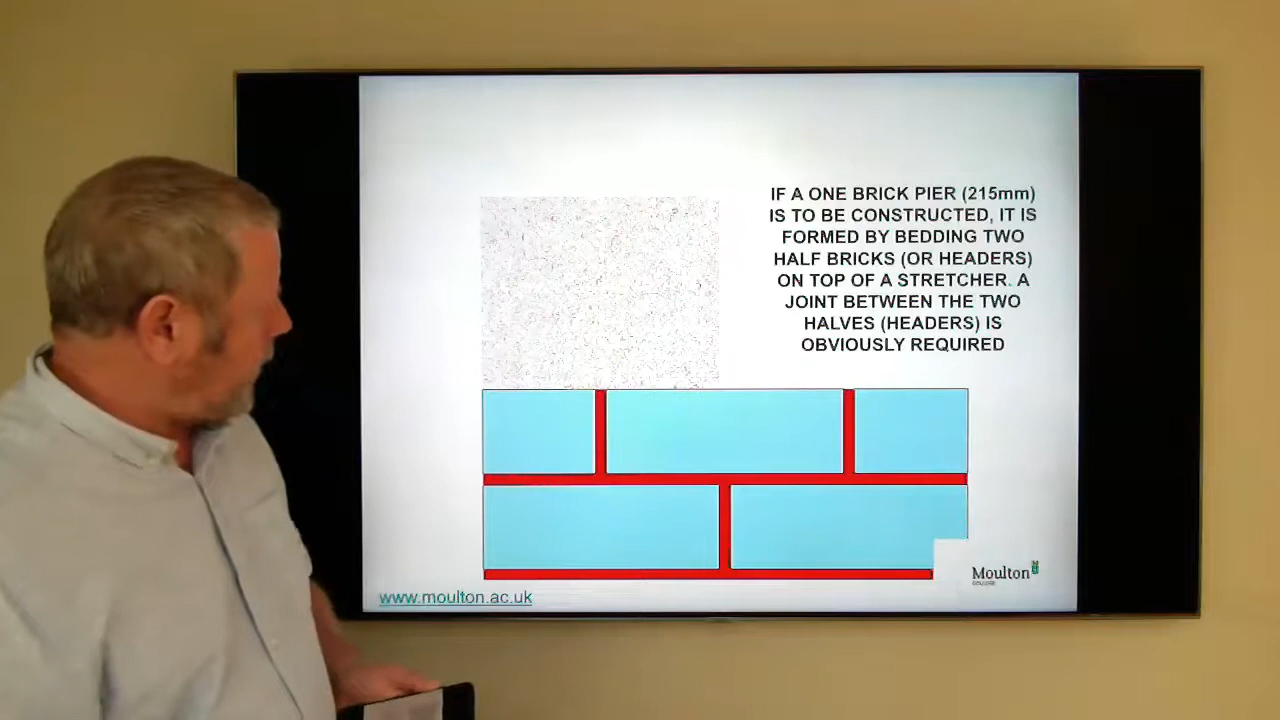 IF A ONE BRICK PIER (215mm)
IS TO BE CONSTRUCTED, IT IS
FORMED BY BEDDING TWO
HALF BRICKS (OR HEADERS)
ON TOP OF A STRETCHER. A
JOINT BETWEEN THE TWO
HALVES (HEADERS) IS
OBVIOUSLY REQUIRED
Moulton
COLLEGE
www.moulton.ac.uk